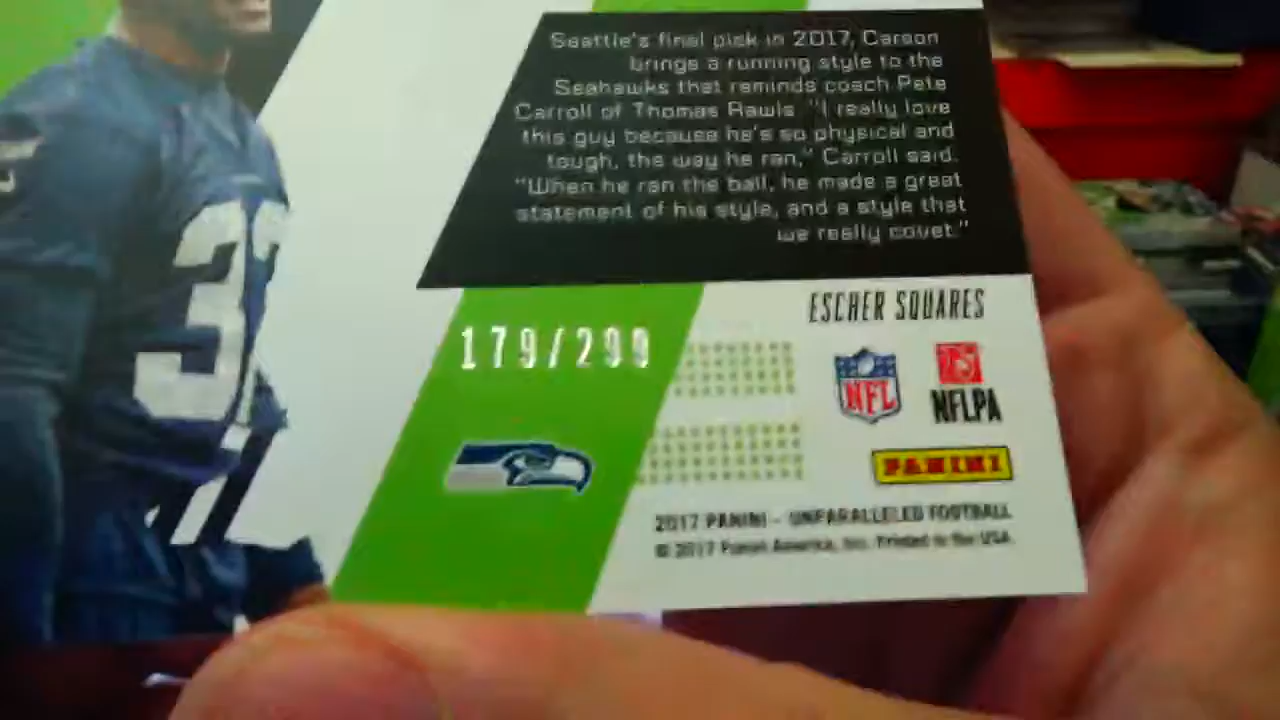 Seattle's final pick in 2017, Carson
brings a running style to the
Seahawks that reminds coach Pete
Carroll of Thomas Rawls. "I really love
this guy because he's so physical and
tough, the way he ran," Carroll said.
"When he ran the ball, he made a great
statement of his style, and a style that
we really covet."
ESCHER SQUARES
179/299
3
NFL
NFLPA
PANINI
2017 PANINI - UNPARALLELED FOOTBALL
© 2017 Panini America, Inc. Printed in the USA.